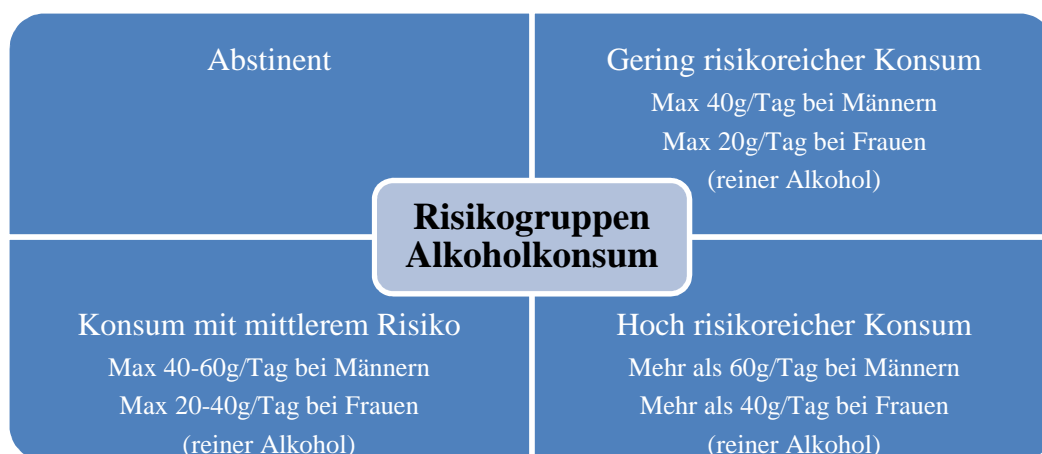 Abstinent
Gering risikoreicher Konsum
Max 40g/Tag bei Männern
Max 20g/Tag bei Frauen
(reiner Alkohol)
Risikogruppen
Alkoholkonsum
Konsum mit mittlerem Risiko
Max 40-60g/Tag bei Männern
Max 20-40g/Tag bei Frauen
(reiner Alkohol)
Hoch risikoreicher Konsum
Mehr als 60g/Tag bei Männern
Mehr als 40g/Tag bei Frauen
(reiner Alkohol)